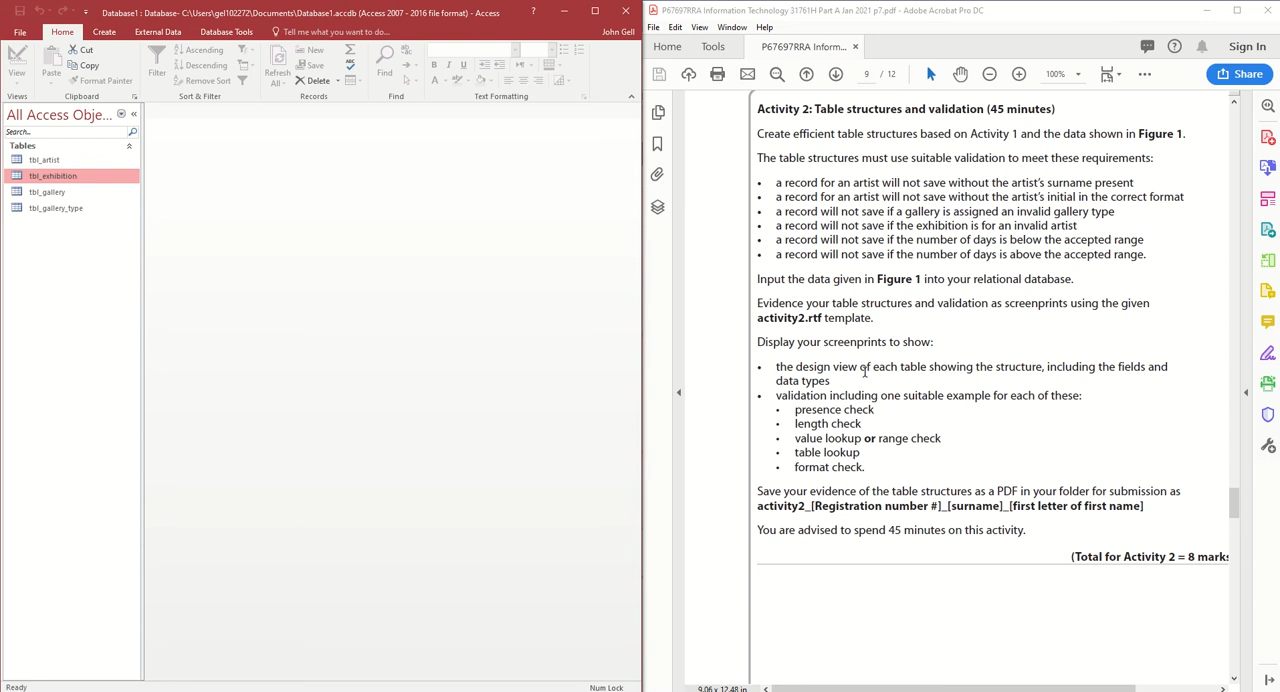 Database1 : Database- C:\Users\gel102272\Documents\Database1.accdb (Access 2007 - 2016 file format) - Access
?
File
Home
Create
External Data
Database Tools
Tell me what you want to do...
John Gell
View
Paste
Cut
Copy
Format Painter
Filter
Ascending
Descending
Remove Sort
Refresh
All
New
Save
Delete
Find
B I U
Views
Clipboard
Sort & Filter
Records
Find
Text Formatting
All Access Obje...
Search...
Tables
tbl_artist
tbl_exhibition
tbl_gallery
tbl_gallery_type
Ready
Num Lock
P67697RRA Information Technology 31761H Part A Jan 2021 p7.pdf - Adobe Acrobat Pro DC
File Edit View Window Help
Home
Tools
P67697RRA Inform...
Sign In
9 / 12
100%
Share
Activity 2: Table structures and validation (45 minutes)
Create efficient table structures based on Activity 1 and the data shown in Figure 1.
The table structures must use suitable validation to meet these requirements:
• a record for an artist will not save without the artist's surname present
• a record for an artist will not save without the artist's initial in the correct format
• a record will not save if a gallery is assigned an invalid gallery type
• a record will not save if the exhibition is for an invalid artist
• a record will not save if the number of days is below the accepted range
• a record will not save if the number of days is above the accepted range.
Input the data given in Figure 1 into your relational database.
Evidence your table structures and validation as screenprints using the given
activity2.rtf template.
Display your screenprints to show:
• the design view of each table showing the structure, including the fields and
data types
• validation including one suitable example for each of these:
• presence check
• length check
• value lookup or range check
• table lookup
• format check.
Save your evidence of the table structures as a PDF in your folder for submission as
activity2_[Registration number #]_[surname]_[first letter of first name]
You are advised to spend 45 minutes on this activity.
(Total for Activity 2 = 8 marks
9.06 x 12.48 in